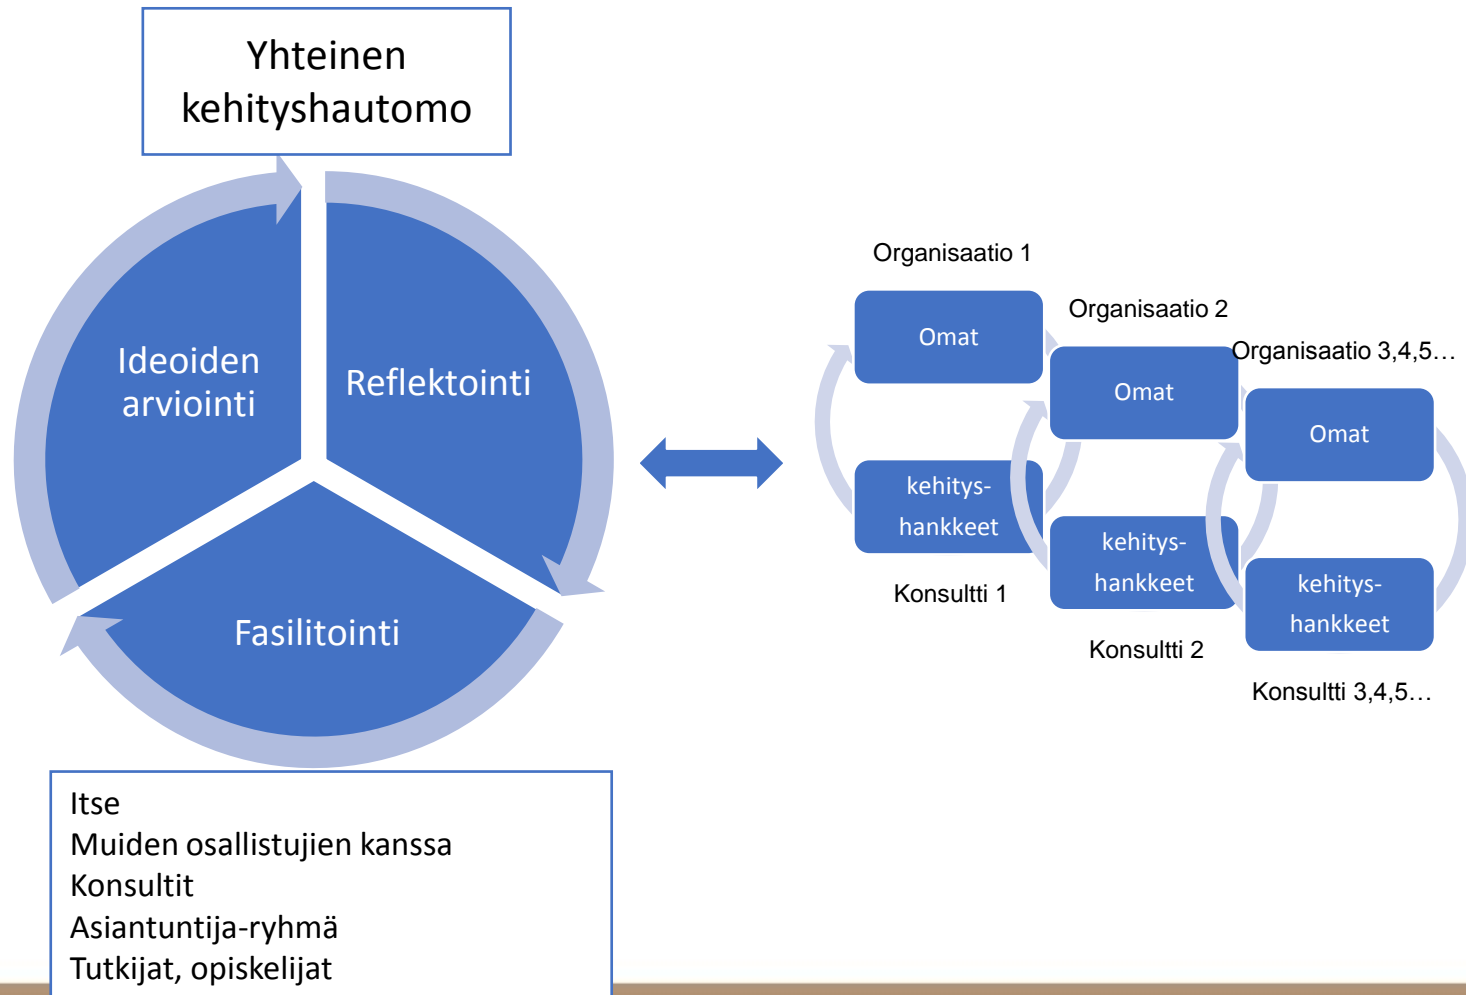 Yhteinen
kehityshautomo
Ideoiden
arviointi
Reflektointi
Fasilitointi
Itse
Muiden osallistujien kanssa
Konsultit
Asiantuntija-ryhmä
Tutkijat, opiskelijat
Organisaatio 1
Omat
kehitys-
hankkeet
Konsultti 1
Organisaatio 2
Omat
kehitys-
hankkeet
Konsultti 2
Organisaatio 3,4,5…
Omat
kehitys-
hankkeet
Konsultti 3,4,5…